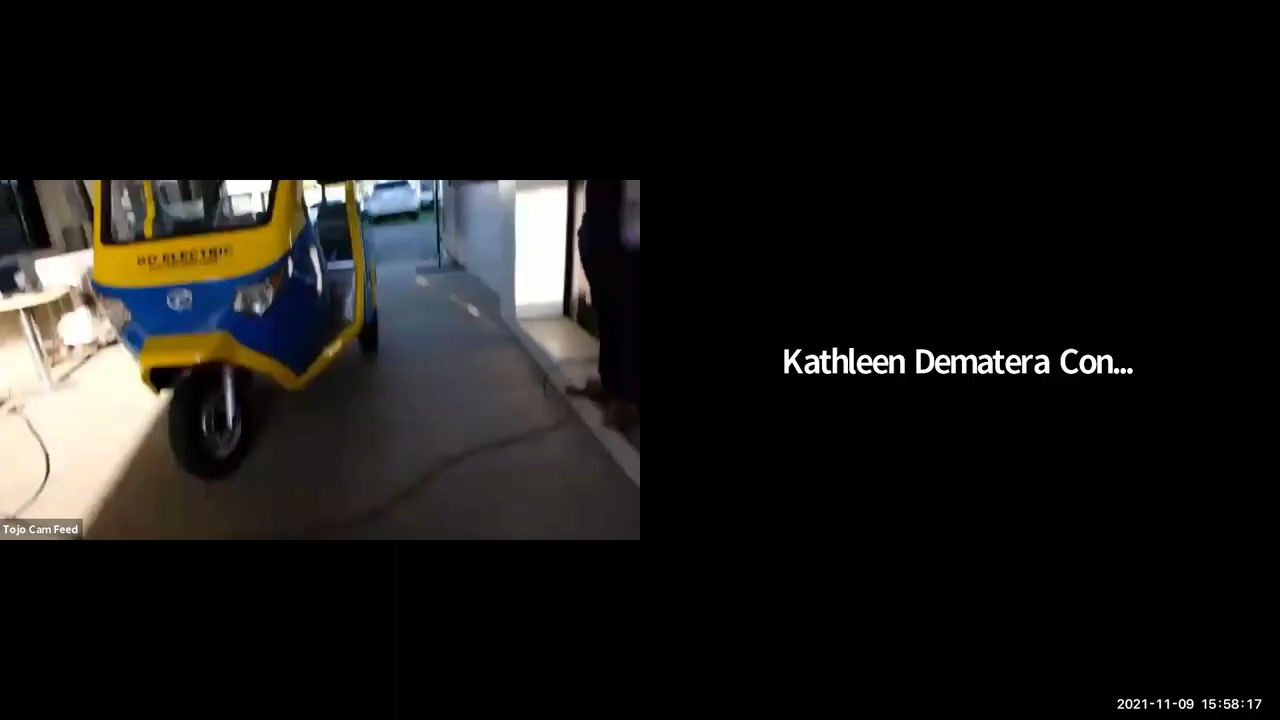 BD ELECTRIC
Tojo Cam Feed
Kathleen Dematera Con...
2021-11-09 15:58:17